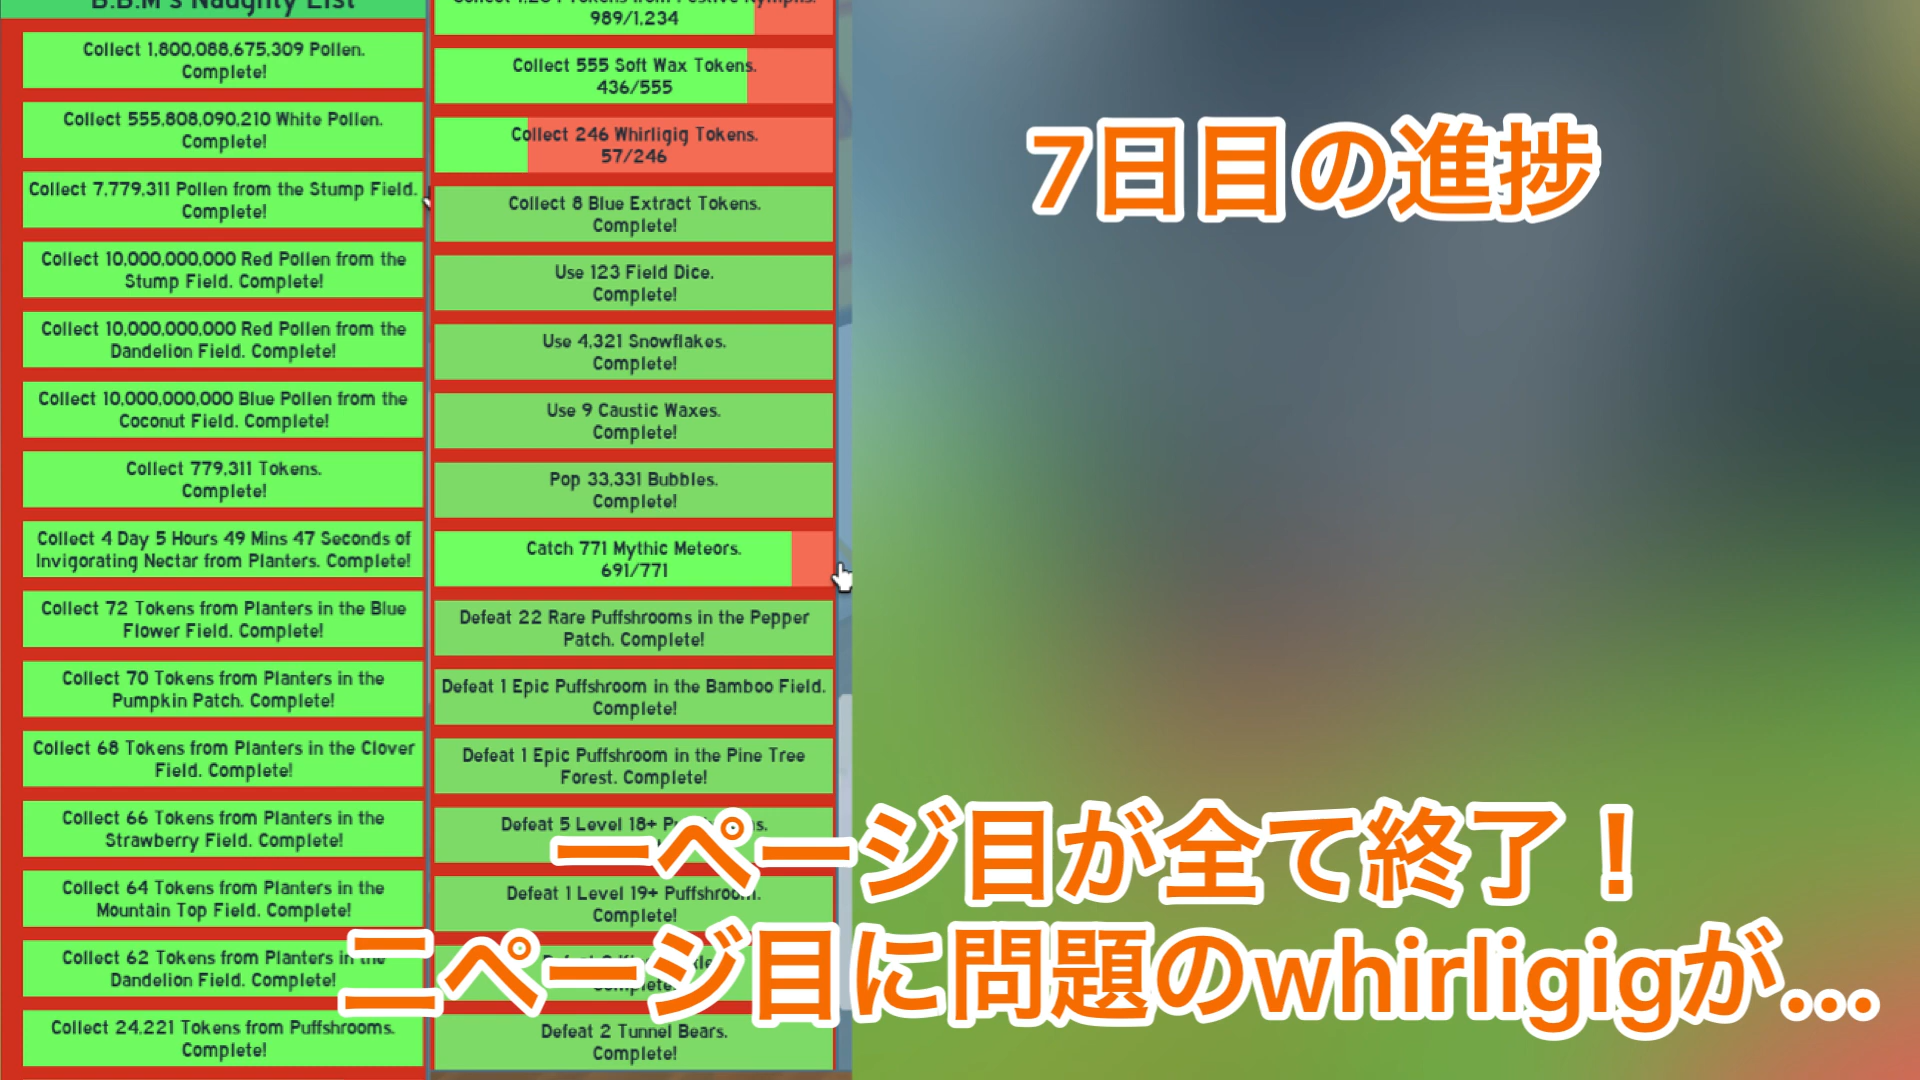 B.B.M's Naughty List
Collect 1,800,088,675,309 Pollen.
Complete!
Collect 555,808,090,210 White Pollen.
Complete!
Collect 7,779,311 Pollen from the Stump Field.
Complete!
Collect 10,000,000,000 Red Pollen from the
Stump Field. Complete!
Collect 10,000,000,000 Red Pollen from the
Dandelion Field. Complete!
Collect 10,000,000,000 Blue Pollen from the
Coconut Field. Complete!
Collect 779,311 Tokens.
Complete!
Collect 4 Day 5 Hours 49 Mins 47 Seconds of
Invigorating Nectar from Planters. Complete!
Collect 72 Tokens from Planters in the Blue
Flower Field. Complete!
Collect 70 Tokens from Planters in the
Pumpkin Patch. Complete!
Collect 68 Tokens from Planters in the Clover
Field. Complete!
Collect 66 Tokens from Planters in the
Strawberry Field. Complete!
Collect 64 Tokens from Planters in the
Mountain Top Field. Complete!
Collect 62 Tokens from Planters in the
Dandelion Field. Complete!
Collect 24,221 Tokens from Puffshrooms.
Complete!
Collect 1,234 Tokens from Festive Nymphs.
989/1,234
Collect 555 Soft Wax Tokens.
436/555
Collect 246 Whirligig Tokens.
57/246
Collect 8 Blue Extract Tokens.
Complete!
Use 123 Field Dice.
Complete!
Use 4,321 Snowflakes.
Complete!
Use 9 Caustic Waxes.
Complete!
Pop 33,331 Bubbles.
Complete!
Catch 771 Mythic Meteors.
691/771
Defeat 22 Rare Puffshrooms in the Pepper
Patch. Complete!
Defeat 1 Epic Puffshroom in the Bamboo Field.
Complete!
Defeat 1 Epic Puffshroom in the Pine Tree
Forest. Complete!
Defeat 5 Level 18+
Defeat 1 Level 19+ Puffshroom.
Complete!
Defeat 2 Tunnel Bears.
Complete!
7日目の進捗
一ページ目が全て終了！
二ページ目に問題のwhirligigが...